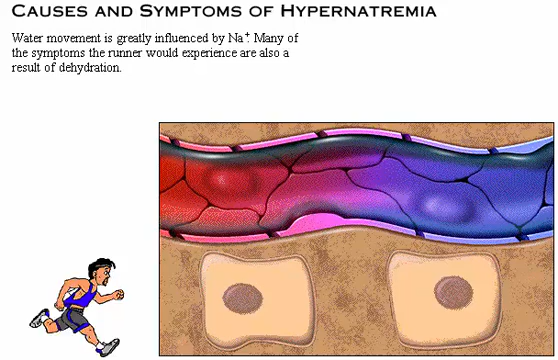 Causes and Symptoms of Hypernatremia
Water movement is greatly influenced by Na⁺ Many of
the symptoms the runner would experience are also a
result of dehydration.